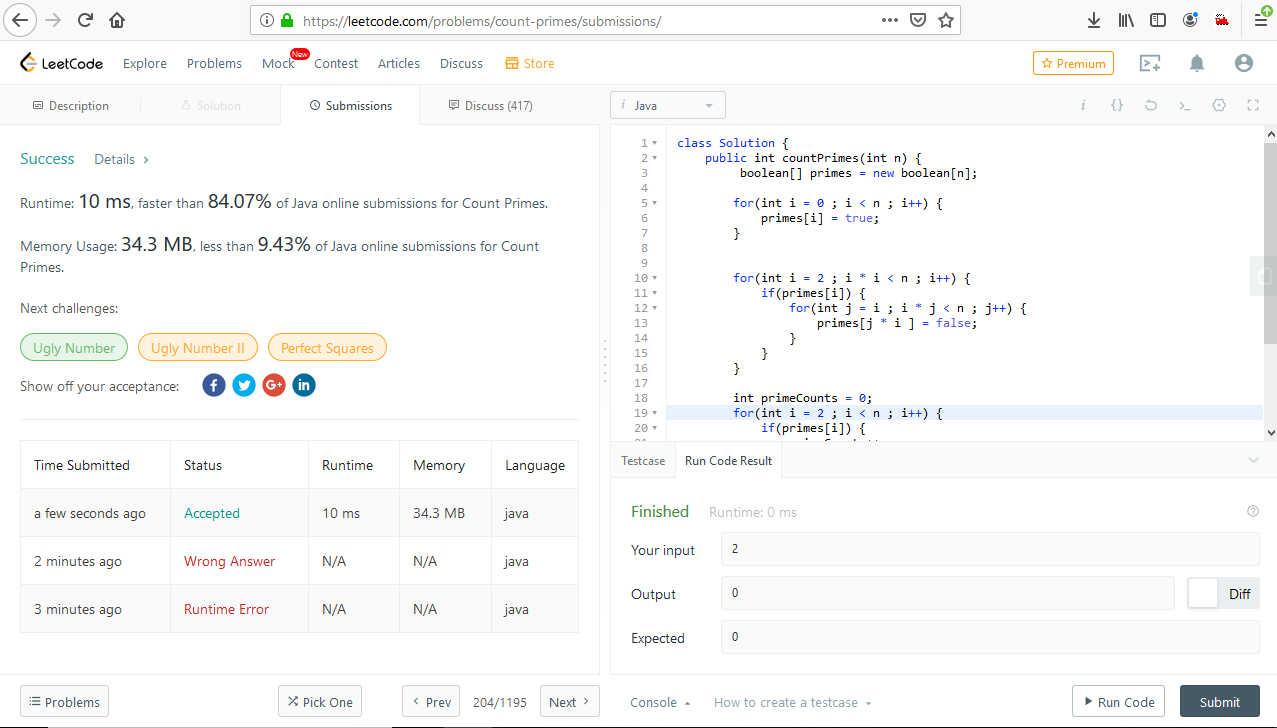 https://leetcode.com/problems/count-primes/submissions/
LeetCode Explore Problems Mock New Contest Articles Discuss Store Premium
Description Solution Submissions Discuss (417)
i Java
Success Details >
Runtime: 10 ms, faster than 84.07% of Java online submissions for Count Primes.
Memory Usage: 34.3 MB, less than 9.43% of Java online submissions for Count
Primes.
Next challenges:
Ugly Number Ugly Number II Perfect Squares
Show off your acceptance:
Time Submitted Status Runtime Memory Language
a few seconds ago Accepted 10 ms 34.3 MB java
2 minutes ago Wrong Answer N/A N/A java
3 minutes ago Runtime Error N/A N/A java
Problems Pick One < Prev 204/1195 Next >
1 class Solution {
2 public int countPrimes(int n) {
3 boolean[] primes = new boolean[n];
4
5 for(int i = 0 ; i < n ; i++) {
6 primes[i] = true;
7 }
8
9
10 for(int i = 2 ; i * i < n ; i++) {
11 if(primes[i]) {
12 for(int j = i ; i * j < n ; j++) {
13 primes[j * i ] = false;
14 }
15 }
16 }
17
18 int primeCounts = 0;
19 for(int i = 2 ; i < n ; i++) {
20 if(primes[i]) {
Testcase Run Code Result
Finished Runtime: 0 ms
Your input 2
Output 0 Diff
Expected 0
Console How to create a testcase Run Code Submit